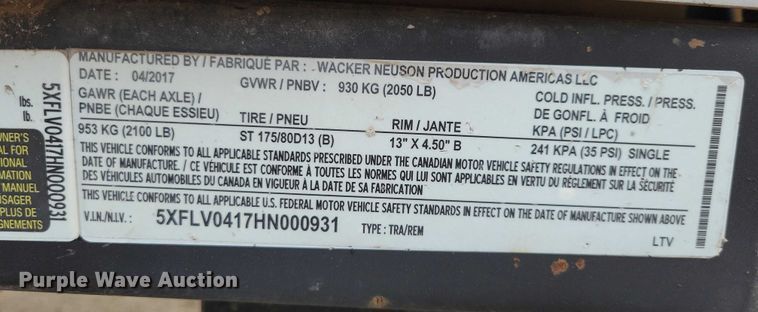 MANUFACTURED BY / FABRIQUÉ PAR : WACKER NEUSON PRODUCTION AMERICAS LLC
DATE : 04/2017 GVWR / PNBV : 930 KG (2050 LB)
GAWR (EACH AXLE) / PNBE (CHAQUE ESSIEU)
953 KG (2100 LB)
TIRE / PNEU
ST 175/80D13 (B)
RIM / JANTE
13" X 4.50" B
COLD INFL. PRESS. / PRESS.
DE GONFL. À FROID
KPA (PSI / LPC)
241 KPA (35 PSI) SINGLE
THIS VEHICLE CONFORMS TO ALL APPLICABLE STANDARDS PRESCRIBED UNDER THE CANADIAN MOTOR VEHICLE SAFETY REGULATIONS IN EFFECT ON THE
DATE OF MANUFACTURE. / CE VÉHICULE EST CONFORME À TOUTES LES NORMES QUI LUI SONT APPLICABLES EN VERTU DU RÈGLEMENT SUR LA SÉCURITÉ
DES VÉHICULES AUTOMOBILES DU CANADA EN VIGUEUR À LA DATE DE SA FABRICATION
THIS VEHICLE CONFORMS TO ALL APPLICABLE U.S. FEDERAL MOTOR VEHICLE SAFETY STANDARDS IN EFFECT ON THE DATE OF MANUFACTURE SHOWN ABOVE
V.I.N./N.I.V.: 5XFLV0417HN000931 TYPE : TRA/REM LTV
5XFLV0417HN000931
lbs.
lb.
OWNER'S
FOR
MANUEL
PLUS DE
Purple Wave Auction